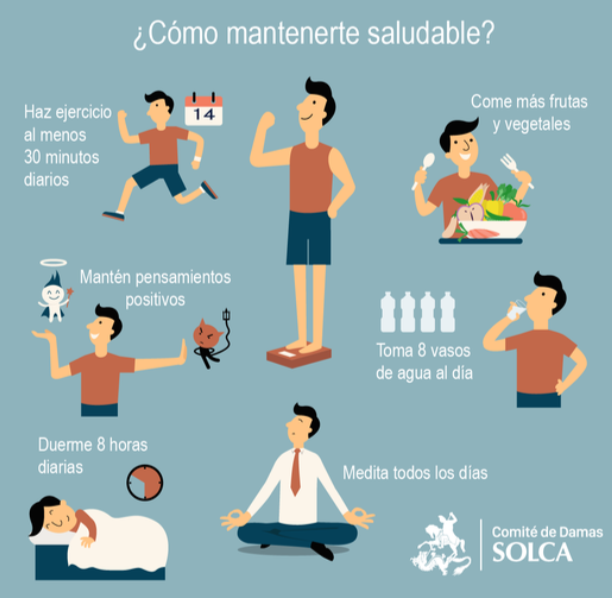 ¿Cómo mantenerte saludable?
Haz ejercicio
al menos
30 minutos
diarios
14
Come más frutas
y vegetales
Mantén pensamientos
positivos
Toma 8 vasos
de agua al día
Duerme 8 horas
diarias
Medita todos los días
Comité de Damas
SOLCA